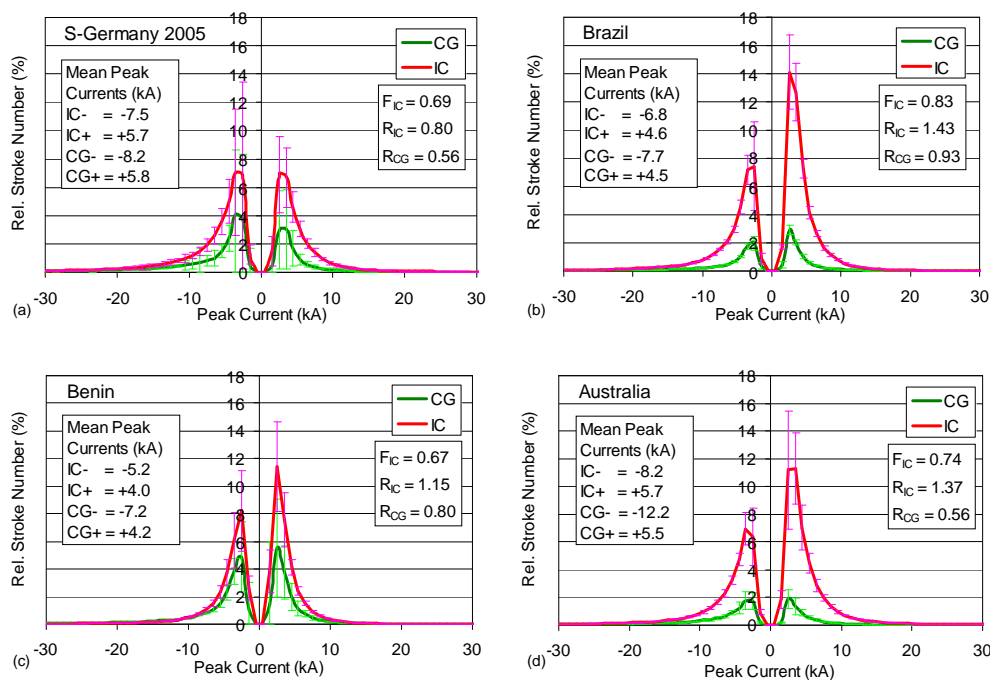 S-Germany 2005
Mean Peak
Currents (kA)
IC- = -7.5
IC+ = +5.7
CG- = -8.2
CG+ = +5.8
CG
IC
F_IC = 0.69
R_IC = 0.80
R_CG = 0.56
Rel. Stroke Number (%)
18
16
14
12
10
8
6
4
2
0
-30 -20 -10 0 10 20 30
(a) Peak Current (kA)
Brazil
Mean Peak
Currents (kA)
IC- = -6.8
IC+ = +4.6
CG- = -7.7
CG+ = +4.5
CG
IC
F_IC = 0.83
R_IC = 1.43
R_CG = 0.93
Rel. Stroke Number (%)
18
16
14
12
10
8
6
4
2
0
-30 -20 -10 0 10 20 30
(b) Peak Current (kA)
Benin
Mean Peak
Currents (kA)
IC- = -5.2
IC+ = +4.0
CG- = -7.2
CG+ = +4.2
CG
IC
F_IC = 0.67
R_IC = 1.15
R_CG = 0.80
Rel. Stroke Number (%)
18
16
14
12
10
8
6
4
2
0
-30 -20 -10 0 10 20 30
(c) Peak Current (kA)
Australia
Mean Peak
Currents (kA)
IC- = -8.2
IC+ = +5.7
CG- = -12.2
CG+ = +5.5
CG
IC
F_IC = 0.74
R_IC = 1.37
R_CG = 0.56
Rel. Stroke Number (%)
18
16
14
12
10
8
6
4
2
0
-30 -20 -10 0 10 20 30
(d) Peak Current (kA)